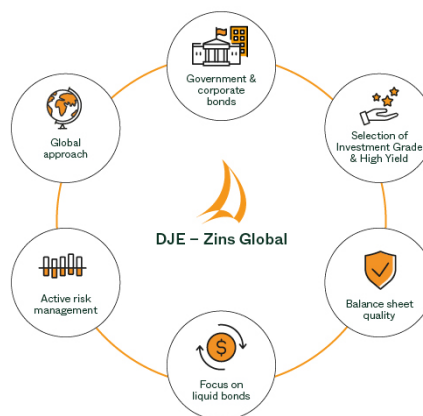 Government &
corporate
bonds
Global
approach
Selection of
Investment Grade
& High Yield
DJE – Zins Global
Active risk
management
Balance sheet
quality
$
Focus on
liquid bonds